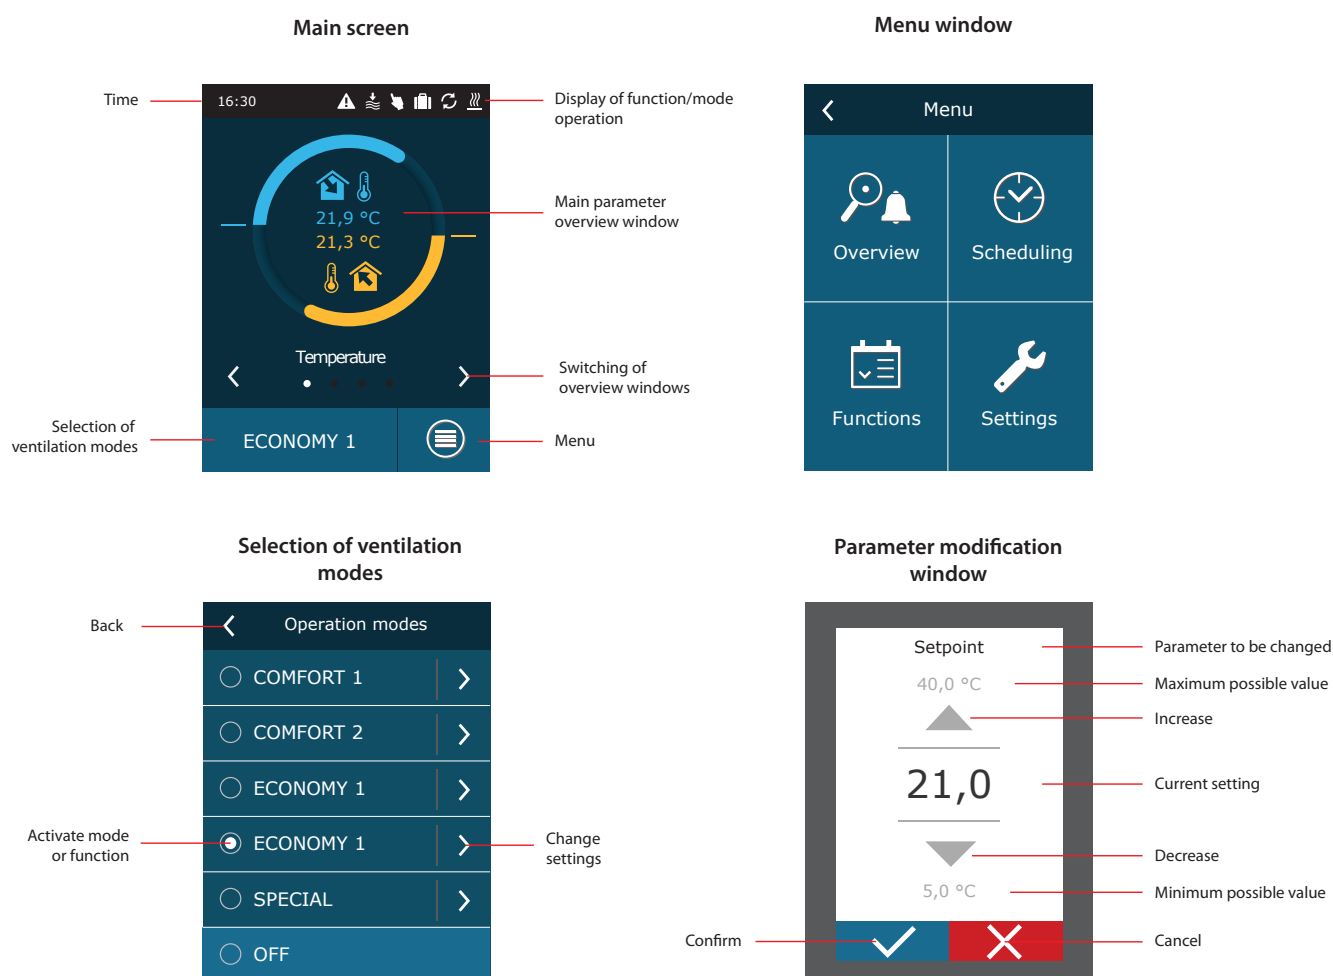 Main screen
Time
16:30
Display of function/mode
operation
21,9 °C
21,3 °C
Main parameter
overview window
Temperature
Switching of
overview windows
Selection of
ventilation modes
ECONOMY 1
Menu
Menu window
Menu
Overview
Scheduling
Functions
Settings
Selection of ventilation
modes
Back
Operation modes
COMFORT 1
COMFORT 2
ECONOMY 1
Activate mode
or function
ECONOMY 1
Change
settings
SPECIAL
OFF
Parameter modification
window
Setpoint
Parameter to be changed
40,0 °C
Maximum possible value
Increase
21,0
Current setting
Decrease
5,0 °C
Minimum possible value
Confirm
Cancel